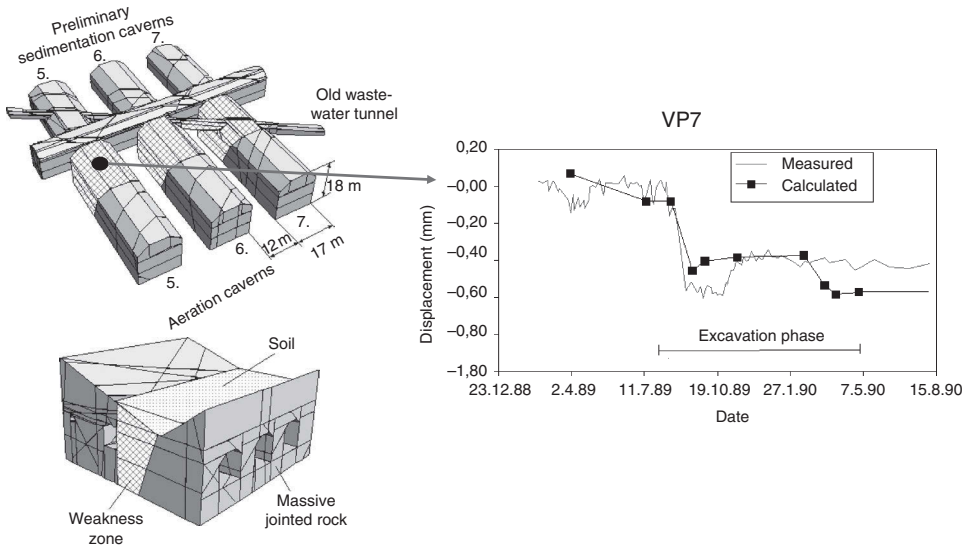 Preliminary
sedimentation caverns
7.
6.
5.
Old waste-
water tunnel
18 m
7.
17 m
12 m
6.
5.
Aeration caverns
Soil
Weakness
zone
Massive
jointed rock
VP7
Measured
Calculated
Displacement (mm)
0,20
–0,00
–0,20
–0,40
–0,60
–0,80
–1,80
Excavation phase
23.12.88 2.4.89 11.7.89 19.10.89 27.1.90 7.5.90 15.8.90
Date